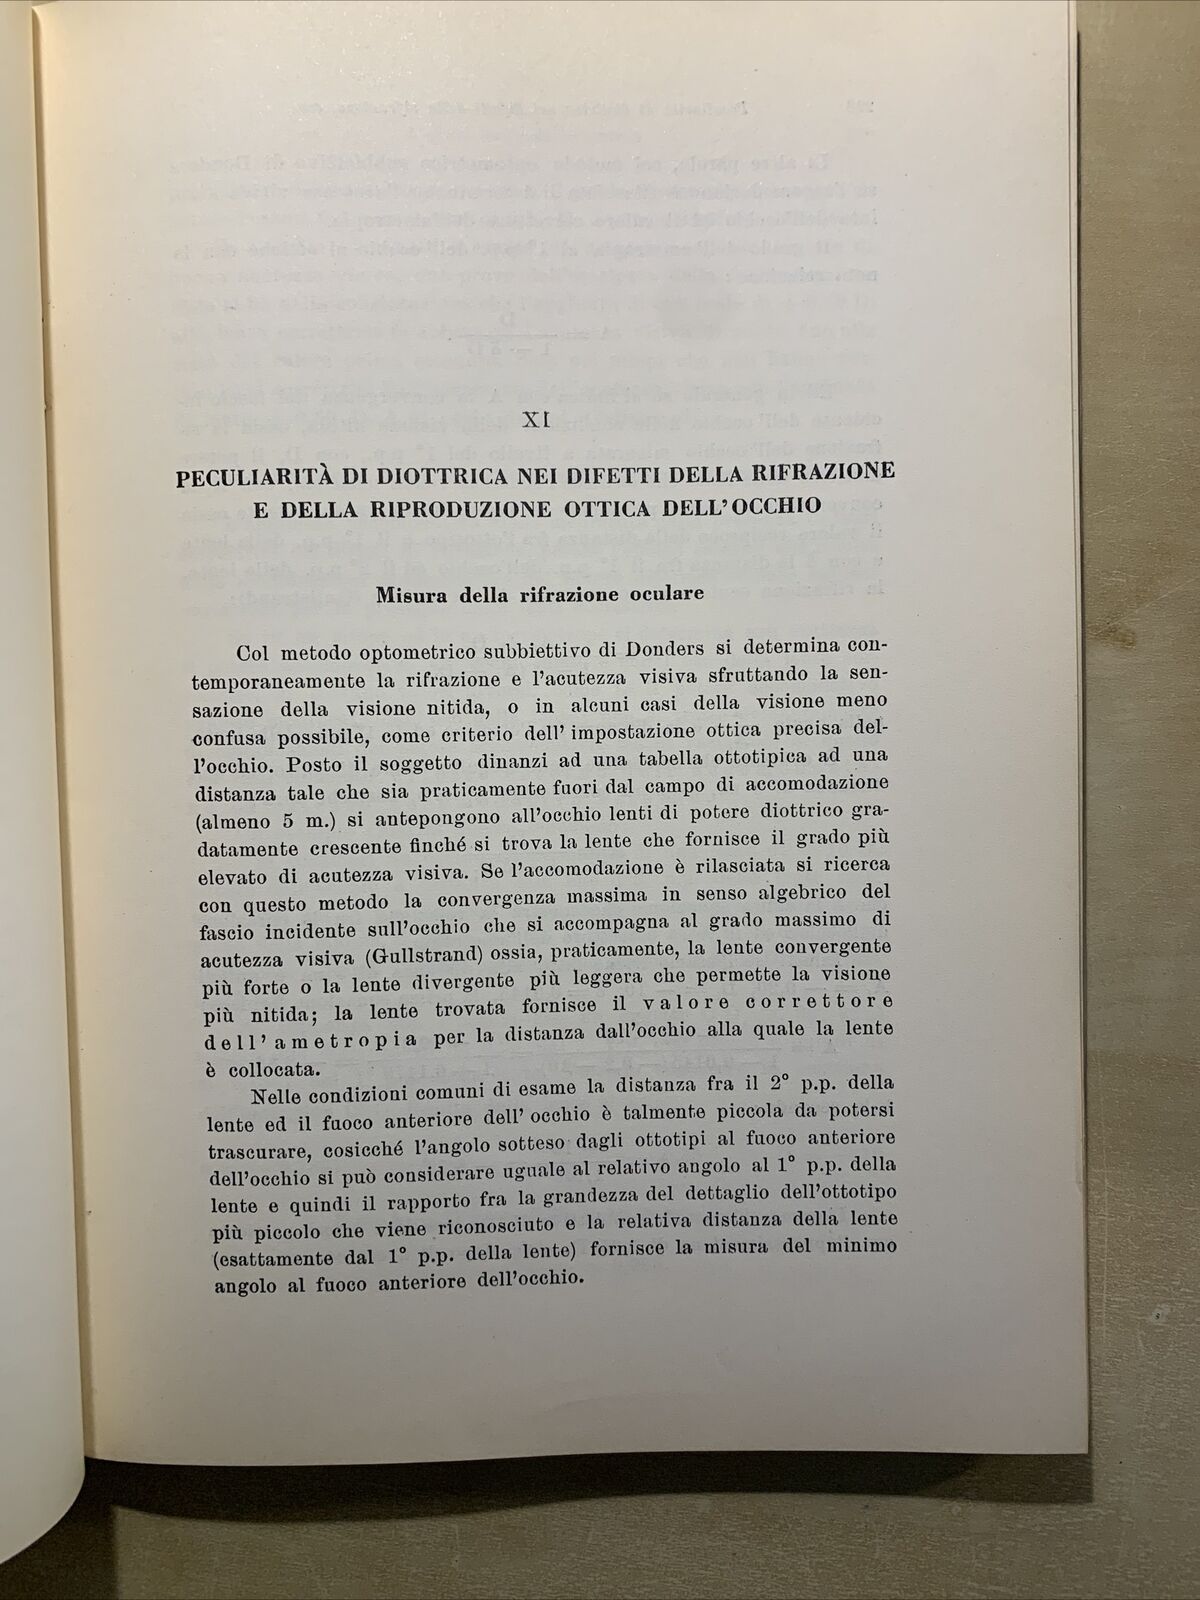 XI
PECULIARITÀ DI DIOTTRICA NEI DIFETTI DELLA RIFRAZIONE
E DELLA RIPRODUZIONE OTTICA DELL'OCCHIO
Misura della rifrazione oculare
Col metodo optometrico subbiettivo di Donders si determina con-
temporaneamente la rifrazione e l'acutezza visiva sfruttando la sen-
sazione della visione nitida, o in alcuni casi della visione meno
confusa possibile, come criterio dell' impostazione ottica precisa del-
l'occhio. Posto il soggetto dinanzi ad una tabella ottotipica ad una
distanza tale che sia praticamente fuori dal campo di accomodazione
(almeno 5 m.) si antepongono all'occhio lenti di potere diottrico gra-
datamente crescente finché si trova la lente che fornisce il grado più
elevato di acutezza visiva. Se l'accomodazione è rilasciata si ricerca
con questo metodo la convergenza massima in senso algebrico del
fascio incidente sull'occhio che si accompagna al grado massimo di
acutezza visiva (Gullstrand) ossia, praticamente, la lente convergente
più forte o la lente divergente più leggera che permette la visione
più nitida; la lente trovata fornisce il valore correttore
dell' ametropia per la distanza dall'occhio alla quale la lente
è collocata.
Nelle condizioni comuni di esame la distanza fra il 2° p.p. della
lente ed il fuoco anteriore dell' occhio è talmente piccola da potersi
trascurare, cosicché l'angolo sotteso dagli ottotipi al fuoco anteriore
dell'occhio si può considerare uguale al relativo angolo al 1° p.p. della
lente e quindi il rapporto fra la grandezza del dettaglio dell'ottotipo
più piccolo che viene riconosciuto e la relativa distanza della lente
(esattamente dal 1° p.p. della lente) fornisce la misura del minimo
angolo al fuoco anteriore dell'occhio.